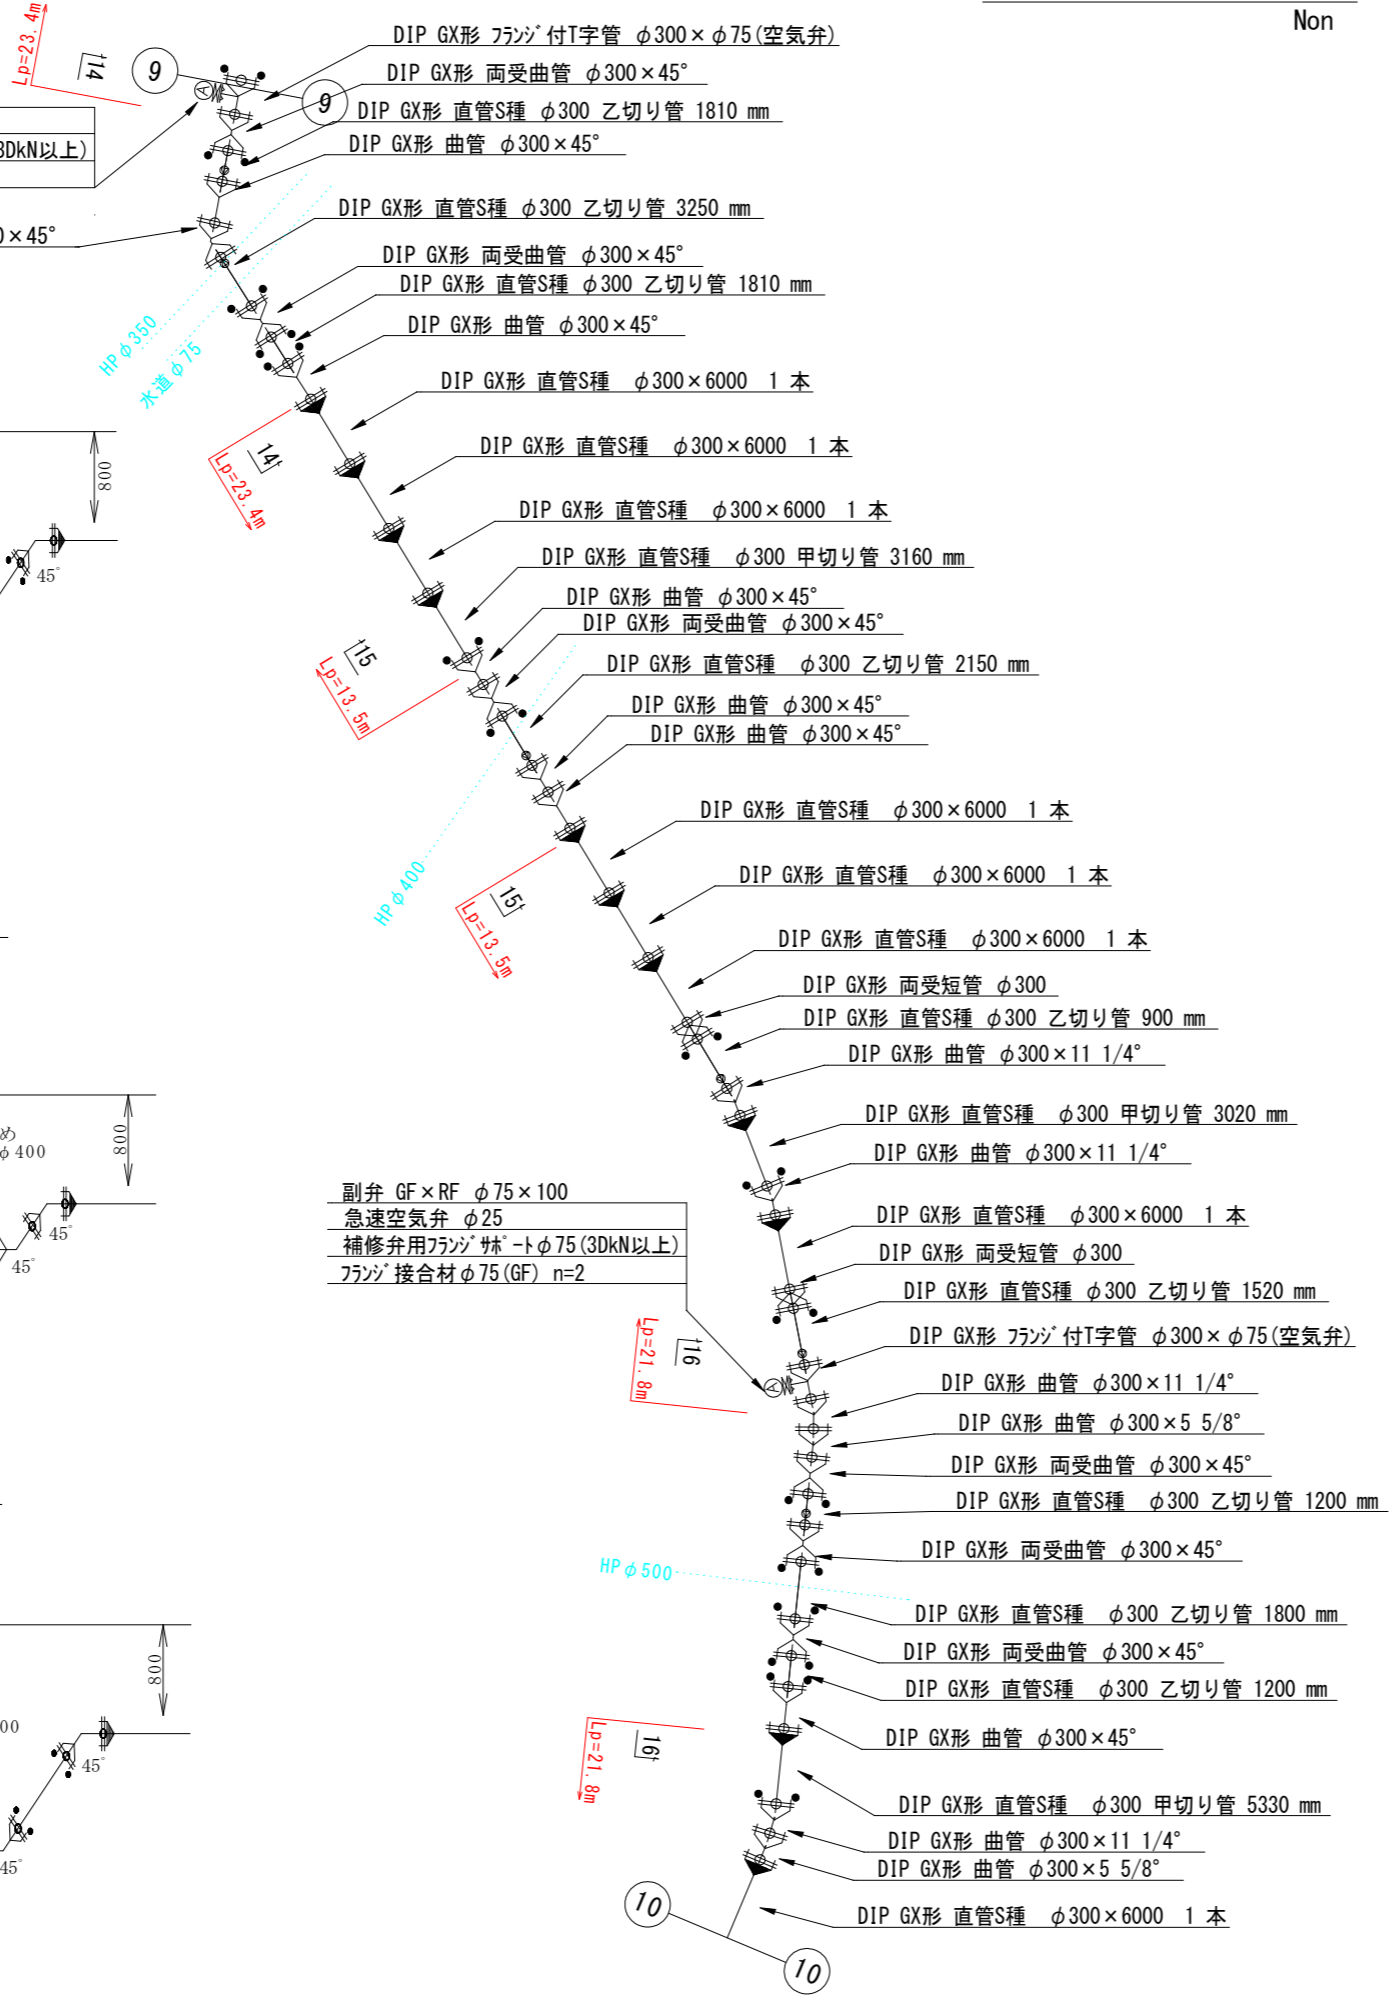 Non
Lp=23.4m
14
9
9
DIP GX形 フランジ付T字管 φ300×φ75(空気弁)
DIP GX形 両受曲管 φ300×45°
DIP GX形 直管S種 φ300 乙切り管 1810 mm
DIP GX形 曲管 φ300×45°
A
3DkN以上)
×45°
DIP GX形 直管S種 φ300 乙切り管 3250 mm
DIP GX形 両受曲管 φ300×45°
DIP GX形 直管S種 φ300 乙切り管 1810 mm
DIP GX形 曲管 φ300×45°
HPφ350
水道φ75
DIP GX形 直管S種 φ300×6000 1 本
DIP GX形 直管S種 φ300×6000 1 本
14
Lp=23.4m
800
45°
DIP GX形 直管S種 φ300×6000 1 本
DIP GX形 直管S種 φ300 甲切り管 3160 mm
DIP GX形 曲管 φ300×45°
DIP GX形 両受曲管 φ300×45°
15
Lp=13.5m
DIP GX形 直管S種 φ300 乙切り管 2150 mm
DIP GX形 曲管 φ300×45°
DIP GX形 曲管 φ300×45°
HPφ400
15
Lp=13.5m
DIP GX形 直管S種 φ300×6000 1 本
DIP GX形 直管S種 φ300×6000 1 本
DIP GX形 直管S種 φ300×6000 1 本
DIP GX形 両受短管 φ300
DIP GX形 直管S種 φ300 乙切り管 900 mm
DIP GX形 曲管 φ300×11 1/4°
DIP GX形 直管S種 φ300 甲切り管 3020 mm
DIP GX形 曲管 φ300×11 1/4°
め
φ400
800
45°
45°
副弁 GF×RF φ75×100
急速空気弁 φ25
補修弁用フランジサポートφ75(3DkN以上)
フランジ接合材φ75(GF) n=2
DIP GX形 直管S種 φ300×6000 1 本
DIP GX形 両受短管 φ300
DIP GX形 直管S種 φ300 乙切り管 1520 mm
DIP GX形 フランジ付T字管 φ300×φ75(空気弁)
16
Lp=21.8m
A
DIP GX形 曲管 φ300×11 1/4°
DIP GX形 曲管 φ300×5 5/8°
DIP GX形 両受曲管 φ300×45°
DIP GX形 直管S種 φ300 乙切り管 1200 mm
DIP GX形 両受曲管 φ300×45°
HPφ500
DIP GX形 直管S種 φ300 乙切り管 1800 mm
DIP GX形 両受曲管 φ300×45°
DIP GX形 直管S種 φ300 乙切り管 1200 mm
DIP GX形 曲管 φ300×45°
16
Lp=21.8m
800
00
45°
45°
DIP GX形 直管S種 φ300 甲切り管 5330 mm
DIP GX形 曲管 φ300×11 1/4°
DIP GX形 曲管 φ300×5 5/8°
DIP GX形 直管S種 φ300×6000 1 本
10
10